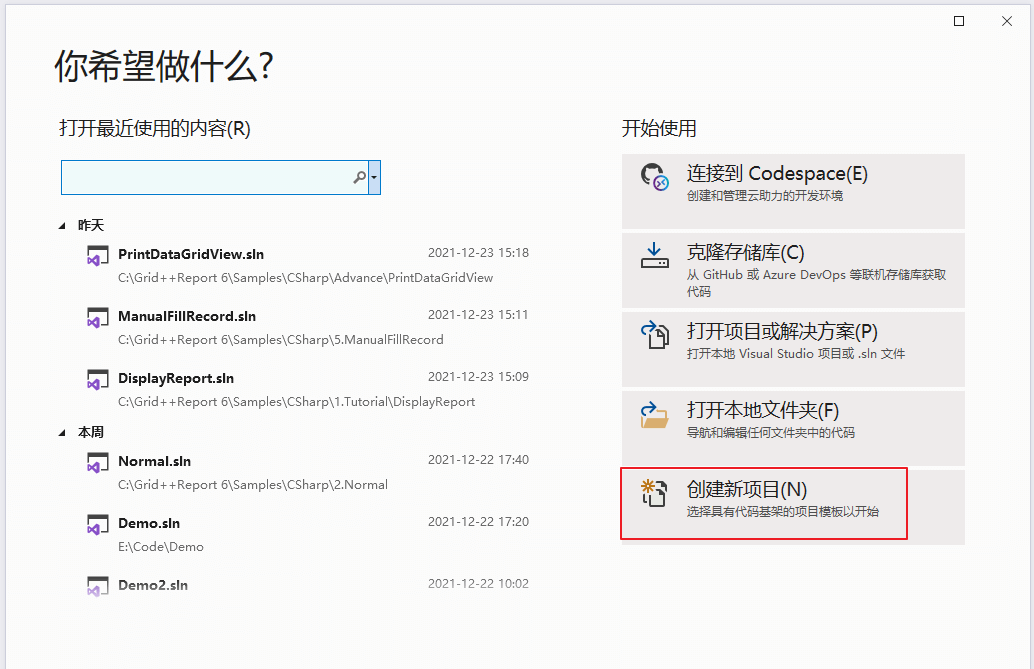 你希望做什么?
打开最近使用的内容(R)
昨天
PrintDataGridView.sln 2021-12-23 15:18
C:\Grid++Report 6\Samples\CSharp\Advance\PrintDataGridView
ManualFillRecord.sln 2021-12-23 15:11
C:\Grid++Report 6\Samples\CSharp\5.ManualFillRecord
DisplayReport.sln 2021-12-23 15:09
C:\Grid++Report 6\Samples\CSharp\1.Tutorial\DisplayReport
本周
Normal.sln 2021-12-22 17:40
C:\Grid++Report 6\Samples\CSharp\2.Normal
Demo.sln 2021-12-22 17:20
E:\Code\Demo
Demo2.sln 2021-12-22 10:02
开始使用
连接到 Codespace(E)
创建和管理云助力的开发环境
克隆存储库(C)
从 GitHub 或 Azure DevOps 等联机存储库获取
代码
打开项目或解决方案(P)
打开本地 Visual Studio 项目或 .sln 文件
打开本地文件夹(F)
导航和编辑任何文件夹中的代码
创建新项目(N)
选择具有代码基架的项目模板以开始